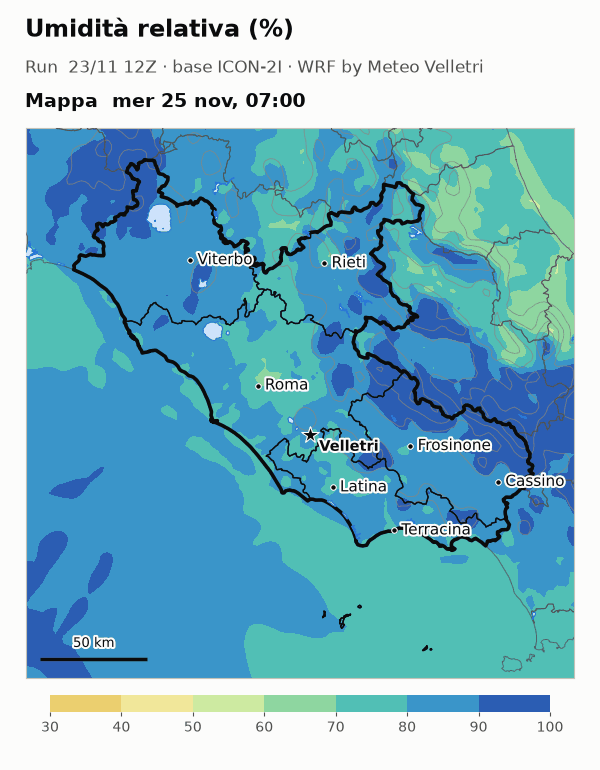 Umidità relativa (%)
Run  23/11 12Z · base ICON-2I · WRF by Meteo Velletri
Mappa  mer 25 nov, 07:00
Viterbo
Rieti
Roma
Velletri
Frosinone
Cassino
Latina
Terracina
50 km
30 40 50 60 70 80 90 100